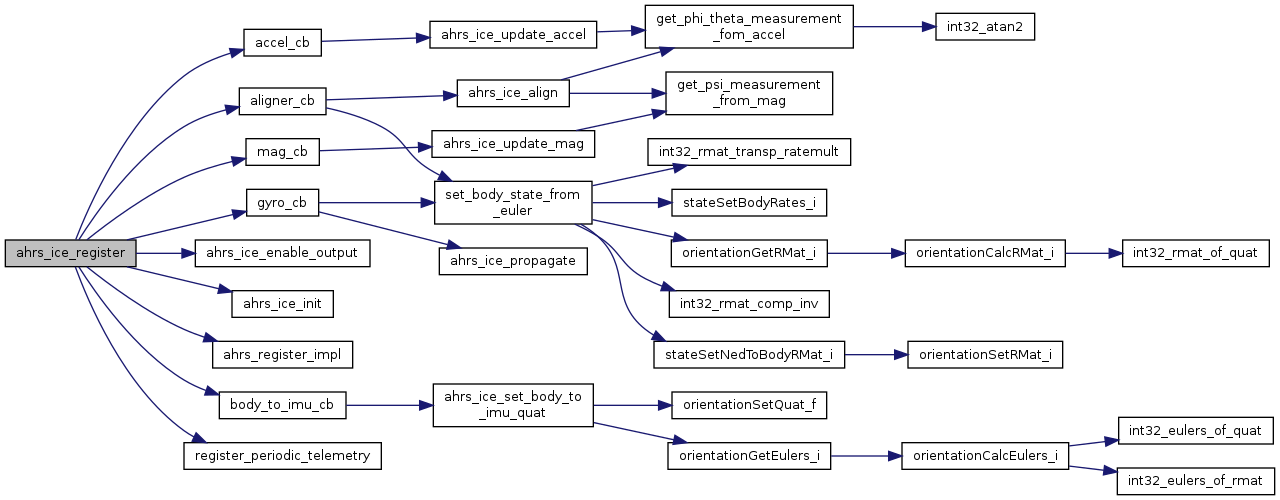 ahrs_ice_register
accel_cb
aligner_cb
mag_cb
gyro_cb
ahrs_ice_enable_output
ahrs_ice_init
ahrs_register_impl
body_to_imu_cb
register_periodic_telemetry
ahrs_ice_update_accel
ahrs_ice_align
ahrs_ice_update_mag
set_body_state_from
_euler
ahrs_ice_propagate
ahrs_ice_set_body_to
_imu_quat
get_phi_theta_measurement
_fom_accel
get_psi_measurement
_from_mag
int32_rmat_transp_ratemult
stateSetBodyRates_i
orientationGetRMat_i
int32_rmat_comp_inv
stateSetNedToBodyRMat_i
orientationSetQuat_f
orientationGetEulers_i
int32_atan2
orientationCalcRMat_i
orientationSetRMat_i
orientationCalcEulers_i
int32_rmat_of_quat
int32_eulers_of_quat
int32_eulers_of_rmat